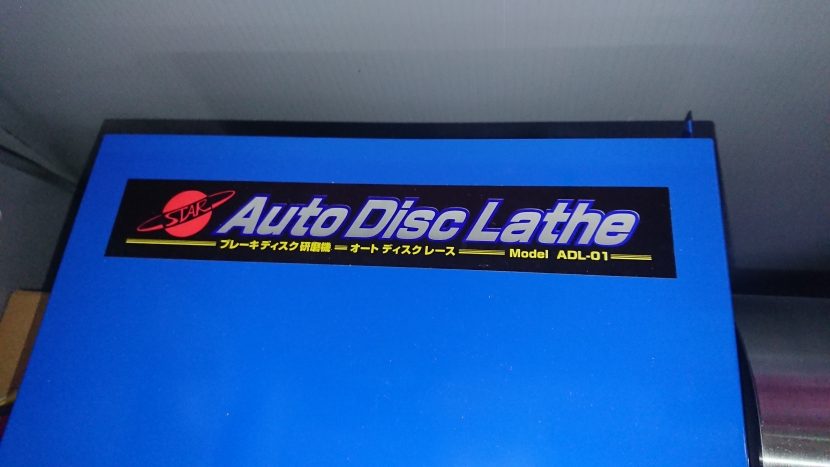 STAR Auto Disc Lathe
ブレーキディスク研磨機 オートディスクレース Model ADL-01